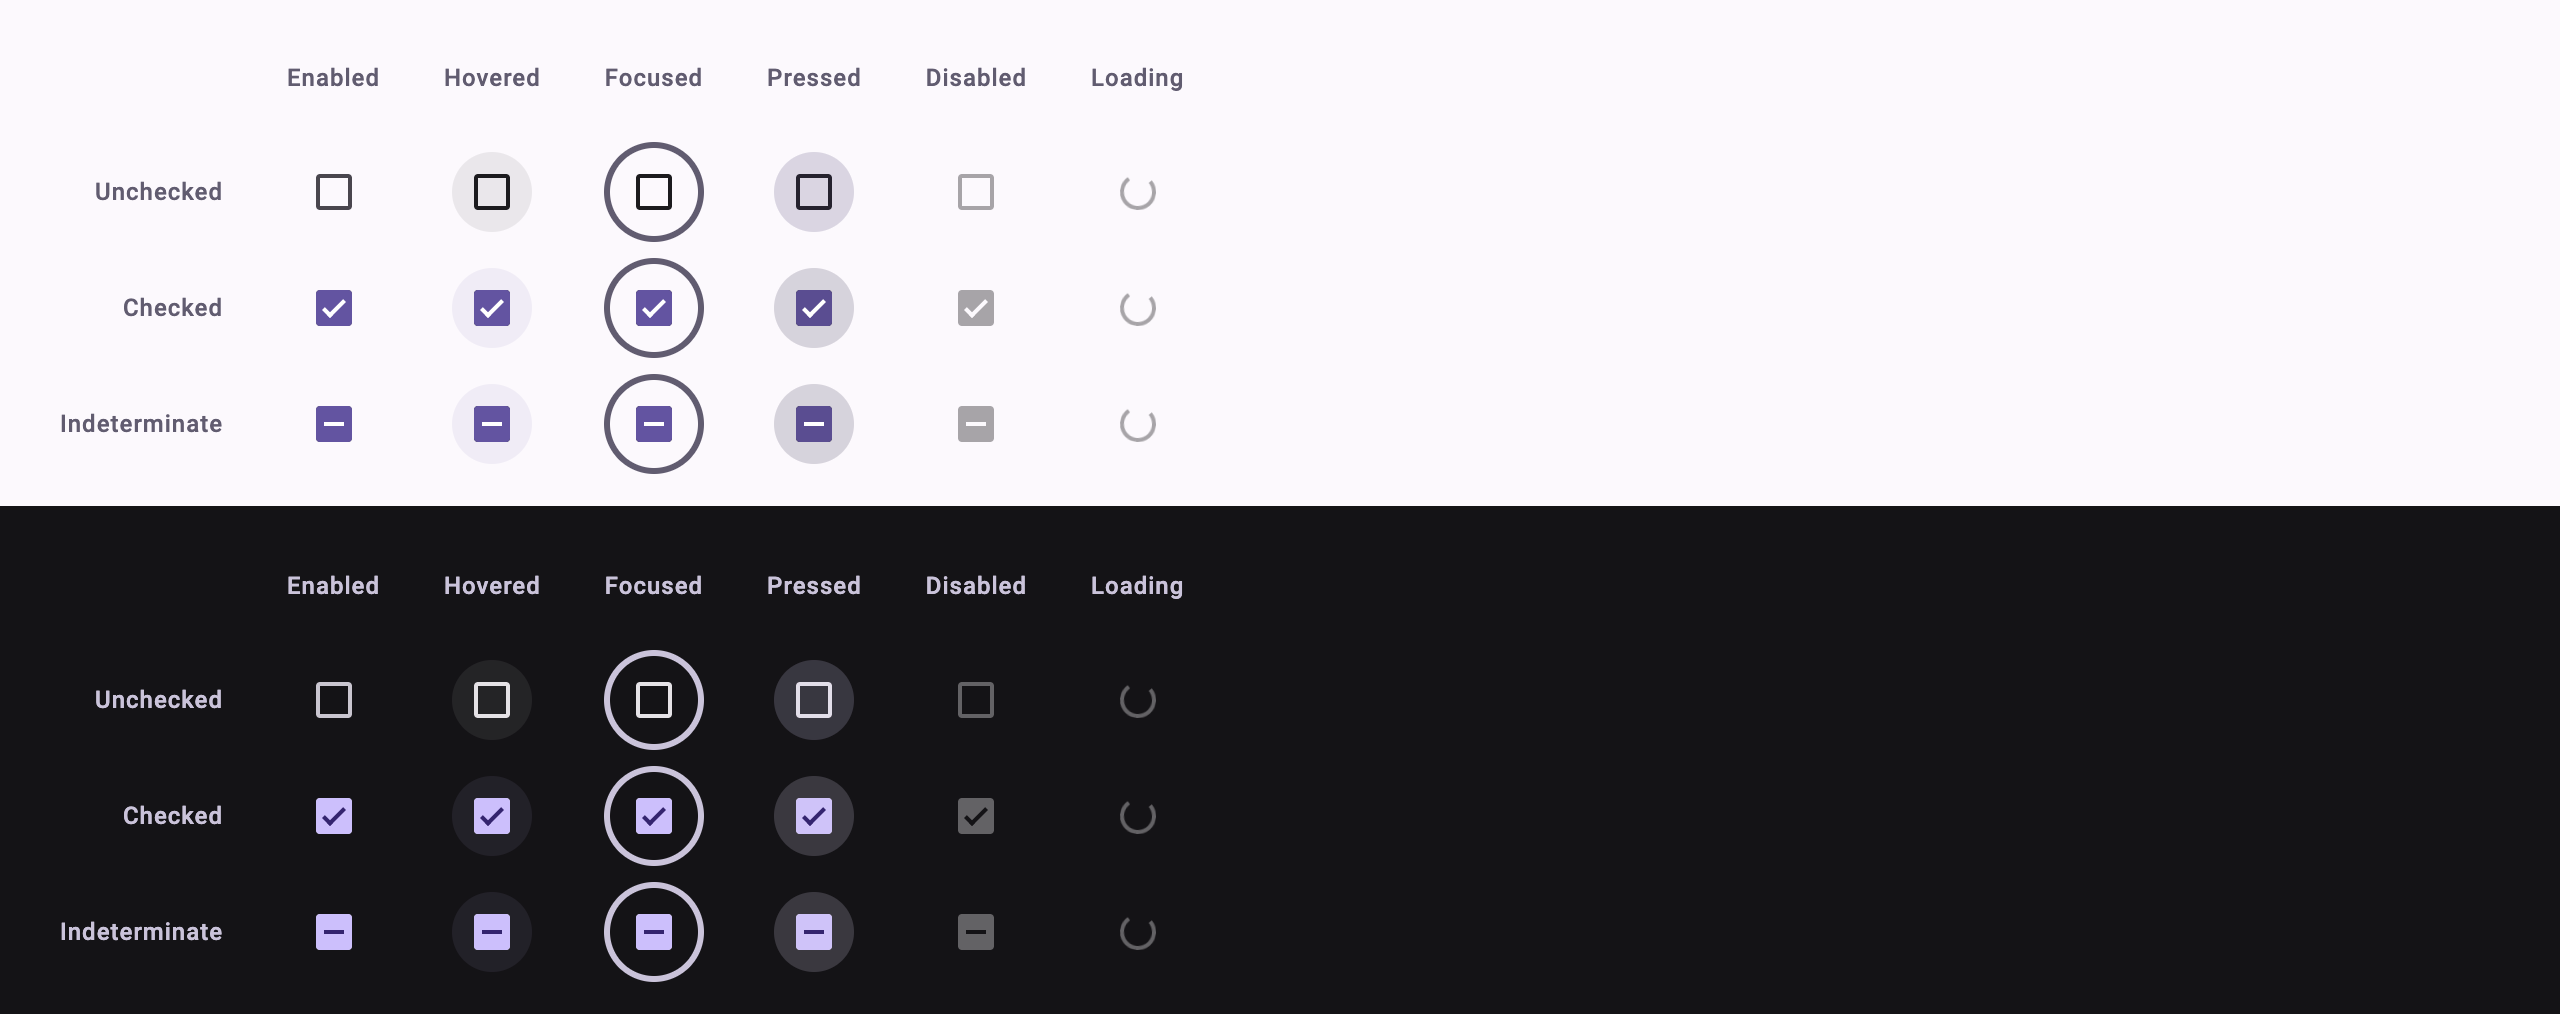 Enabled Hovered Focused Pressed Disabled Loading
Unchecked
Checked
Indeterminate
Enabled Hovered Focused Pressed Disabled Loading
Unchecked
Checked
Indeterminate